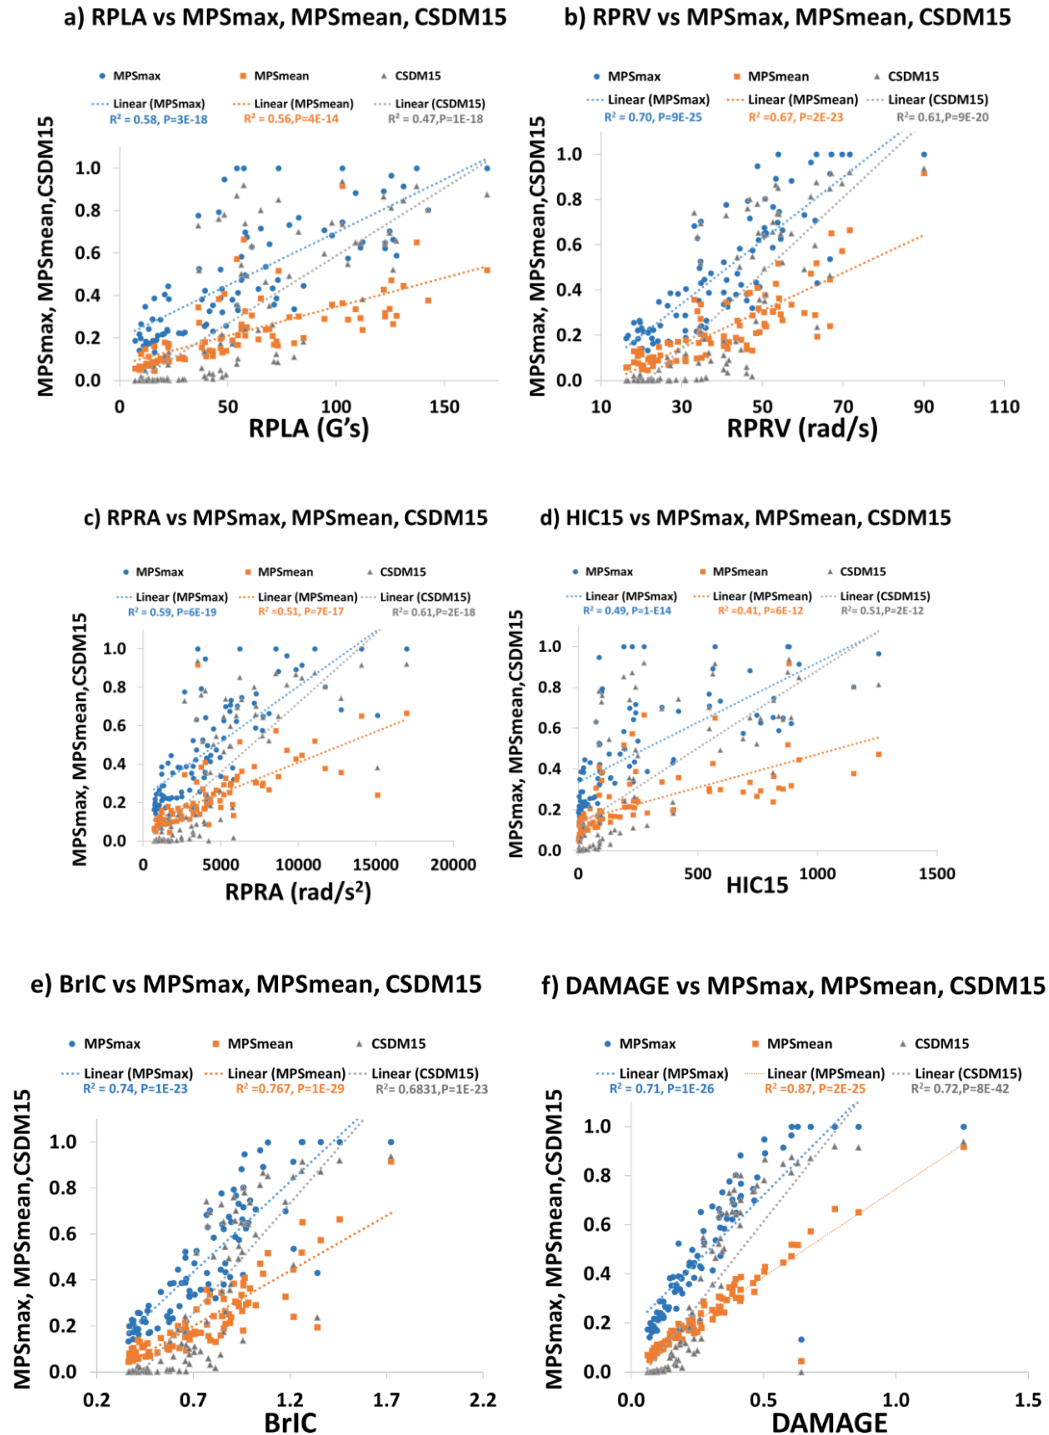 a) RPLA vs MPSmax, MPSmean, CSDM15
MPSmax MPSmean CSDM15
Linear (MPSmax) Linear (MPSmean) Linear (CSDM15)
R² = 0.58, P=3E-18 R² = 0.56, P=4E-14 R² = 0.47, P=1E-18
MPSmax, MPSmean,CSDM15
1.0
0.8
0.6
0.4
0.2
0.0
0 50 100 150
RPLA (G's)
b) RPRV vs MPSmax, MPSmean, CSDM15
MPSmax MPSmean CSDM15
Linear (MPSmax) Linear (MPSmean) Linear (CSDM15)
R² = 0.70, P=9E-25 R² =0.67, P=2E-23 R² = 0.61,P=9E-20
MPSmax, MPSmean,CSDM15
1.0
0.8
0.6
0.4
0.2
0.0
10 30 50 70 90 110
RPRV (rad/s)
c) RPRA vs MPSmax, MPSmean, CSDM15
MPSmax MPSmean CSDM15
Linear (MPSmax) Linear (MPSmean) Linear (CSDM15)
R² = 0.59, P=6E-19 R² =0.51, P=7E-17 R²= 0.61,P=2E-18
MPSmax, MPSmean,CSDM15
1.0
0.8
0.6
0.4
0.2
0.0
0 5000 10000 15000 20000
RPRA (rad/s²)
d) HIC15 vs MPSmax, MPSmean, CSDM15
MPSmax MPSmean CSDM15
Linear (MPSmax) Linear (MPSmean) Linear (CSDM15)
R² = 0.49, P=1-E14 R² =0.41, P=6E-12 R² =0.51,P=2E-12
MPSmax, MPSmean,CSDM15
1.0
0.8
0.6
0.4
0.2
0.0
0 500 1000 1500
HIC15
e) BrIC vs MPSmax, MPSmean, CSDM15
MPSmax MPSmean CSDM15
Linear (MPSmax) Linear (MPSmean) Linear (CSDM15)
R² = 0.74, P=1E-23 R² =0.767, P=1E-29 R²= 0.6831,P=1E-23
MPSmax, MPSmean,CSDM15
1.0
0.8
0.6
0.4
0.2
0.0
0.2 0.7 1.2 1.7 2.2
BrIC
f) DAMAGE vs MPSmax, MPSmean, CSDM15
MPSmax MPSmean CSDM15
Linear (MPSmax) Linear (MPSmean) Linear (CSDM15)
R² = 0.71, P=1E-26 R² =0.87, P=2E-25 R² = 0.72,P=8E-42
MPSmax, MPSmean,CSDM15
1.0
0.8
0.6
0.4
0.2
0.0
0.0 0.5 1.0 1.5
DAMAGE